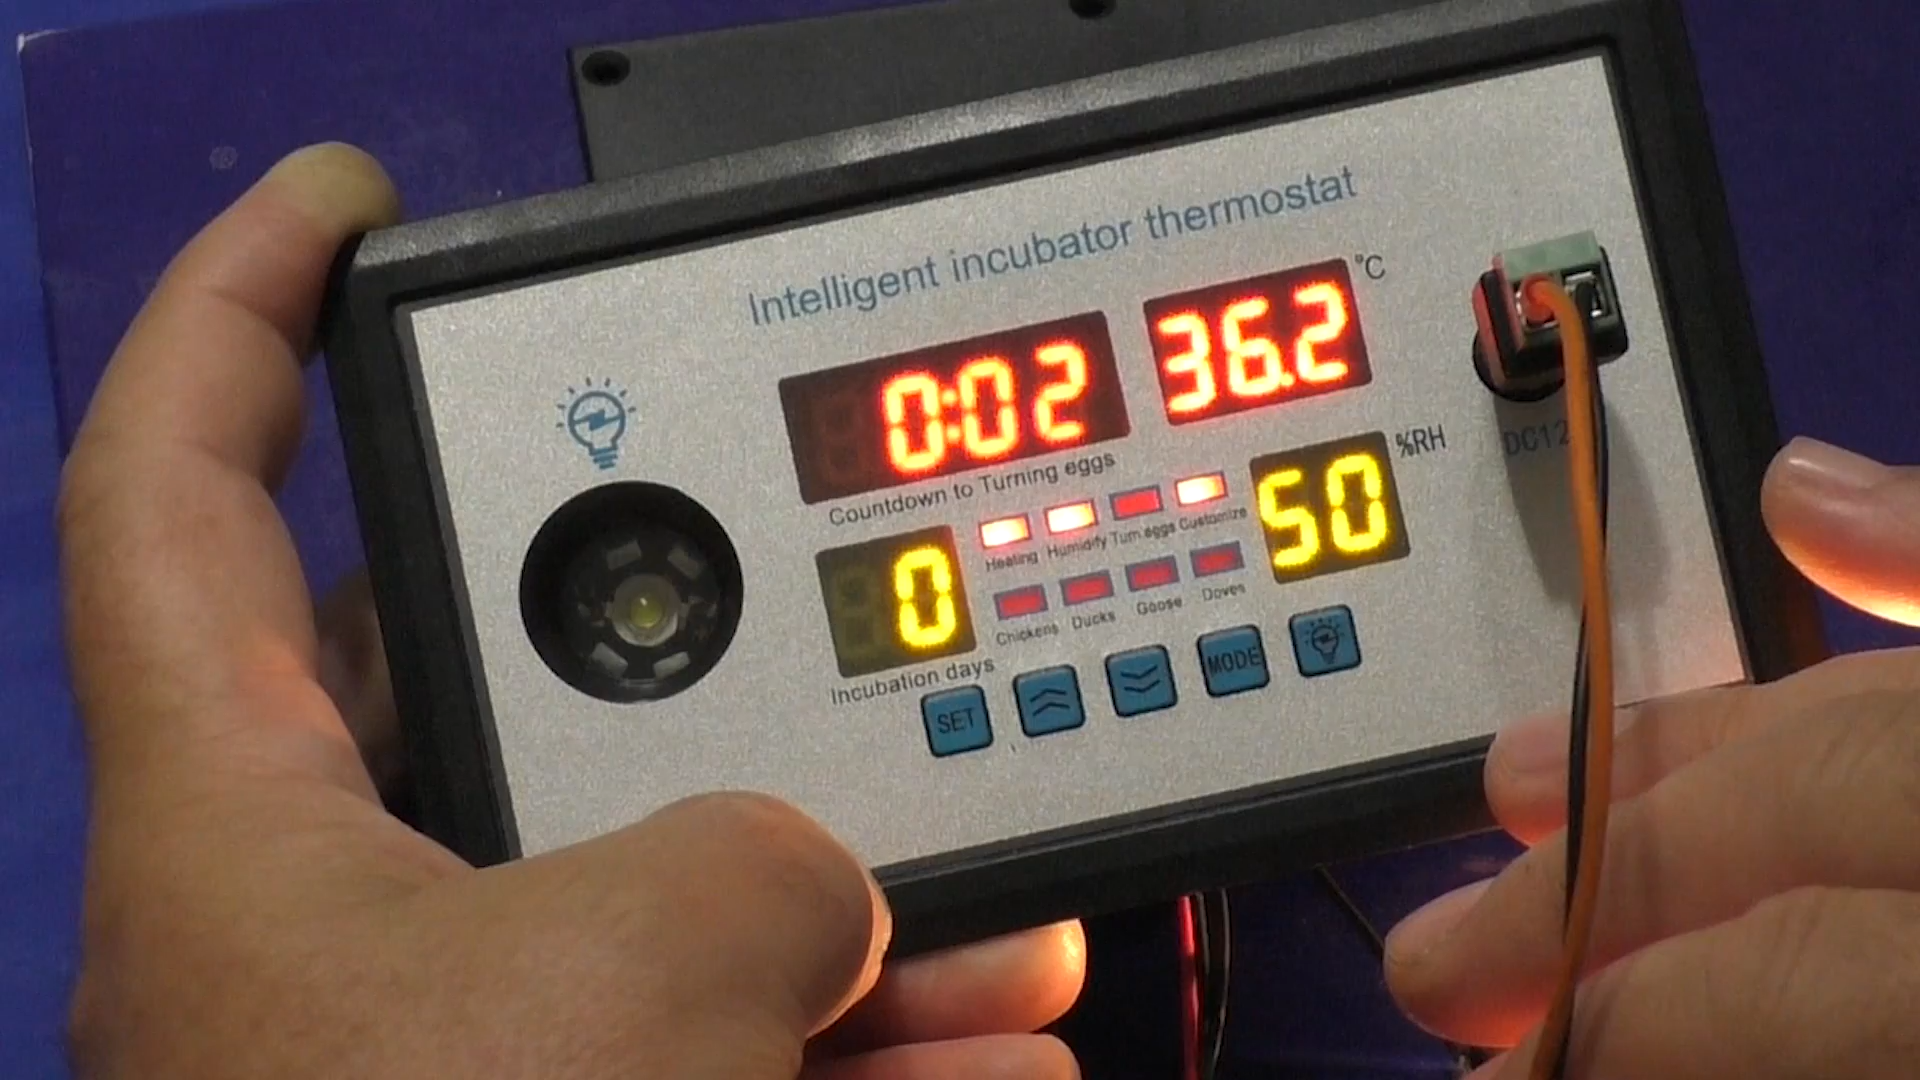 Intelligent incubator thermostat
0:02
36.2
°C
Countdown to Turning eggs
50
%RH
DC12
Heating Humidify Turn eggs Customize
0
Chickens Ducks Goose Doves
Incubation days
SET
MODE